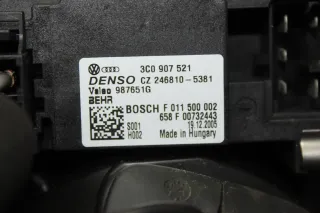 3C0 907 521
DENSO CZ 246810-5381
Valeo 987651G
BEHR
BOSCH F 011 500 002
658 F 00732443
S001 19.12.2005
H002 Made in Hungary